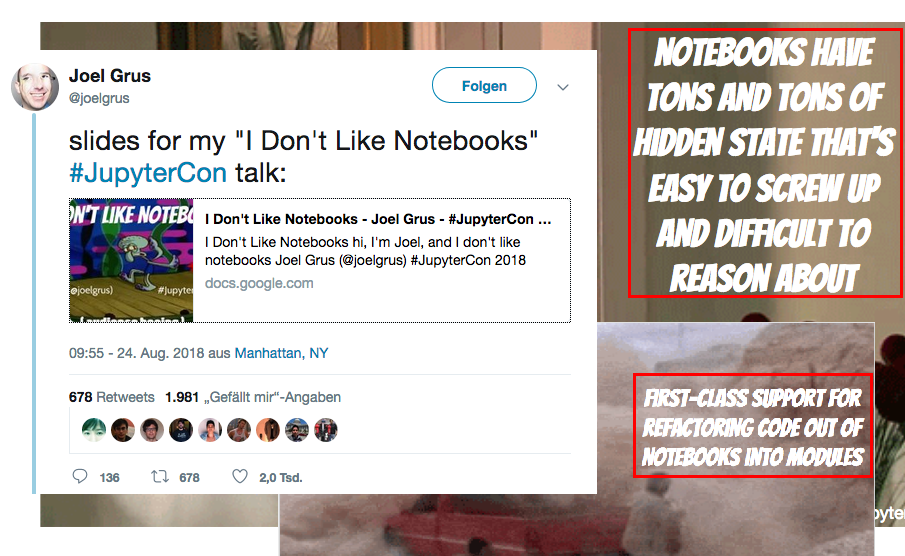 Joel Grus
@joelgrus
Folgen
slides for my "I Don't Like Notebooks"
#JupyterCon talk:
ON'T LIKE NOTEBO
@joelgrus)
#Jupyte
I Don't Like Notebooks - Joel Grus - #JupyterCon ...
I Don't Like Notebooks hi, I'm Joel, and I don't like
notebooks Joel Grus (@joelgrus) #JupyterCon 2018
docs.google.com
09:55 - 24. Aug. 2018 aus Manhattan, NY
678 Retweets 1.981 „Gefällt mir“-Angaben
136 678 2,0 Tsd.
NOTEBOOKS HAVE
TONS AND TONS OF
HIDDEN STATE THAT'S
EASY TO SCREW UP
AND DIFFICULT TO
REASON ABOUT
FIRST-CLASS SUPPORT FOR
REFACTORING CODE OUT OF
NOTEBOOKS INTO MODULES
pyte